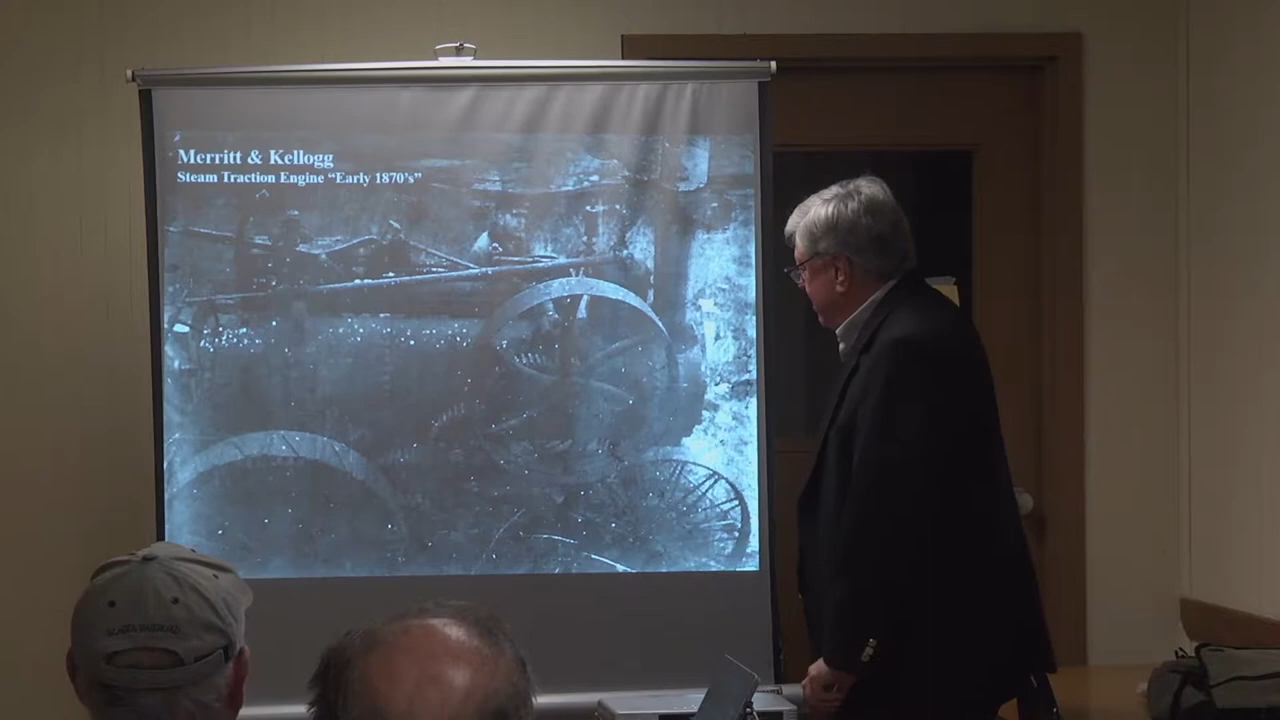 Merritt & Kellogg
Steam Traction Engine “Early 1870’s”